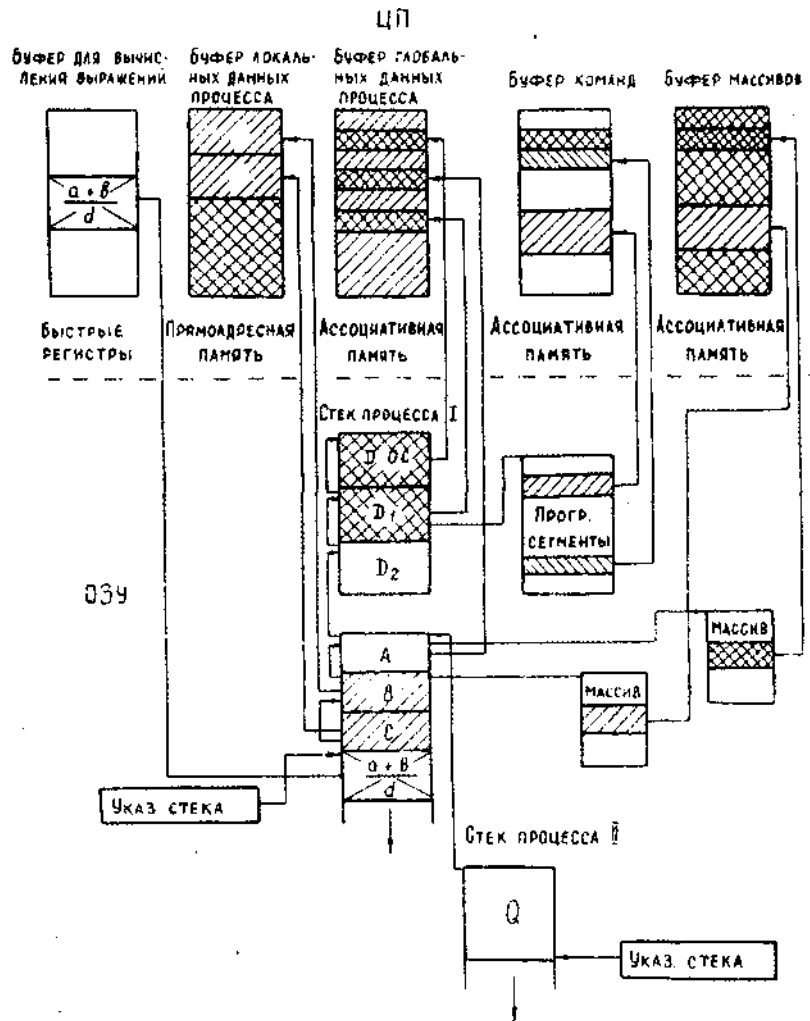 ЦП
БУФЕР ДЛЯ ВЫЧИС-
ЛЕНИЯ ВЫРАЖЕНИЙ
БУФЕР ЛОКАЛЬ-
НЫХ ДАННЫХ
ПРОЦЕССА
БУФЕР ГЛОБАЛЬ-
НЫХ ДАННЫХ
ПРОЦЕССА
БУФЕР КОМАНД
БУФЕР МАССИВОВ
a + в
d
БЫСТРЫЕ
РЕГИСТРЫ
ПРЯМОАДРЕСНАЯ
ПАМЯТЬ
АССОЦИАТИВНАЯ
ПАМЯТЬ
АССОЦИАТИВНАЯ
ПАМЯТЬ
АССОЦИАТИВНАЯ
ПАМЯТЬ
СТЕК ПРОЦЕССА I
D ОС
D1
D2
ПРОГР.
СЕГМЕНТЫ
ОЗУ
A
B
C
a + в
d
МАССИВ
МАССИВ
УКАЗ. СТЕКА
СТЕК ПРОЦЕССА II
Q
УКАЗ. СТЕКА